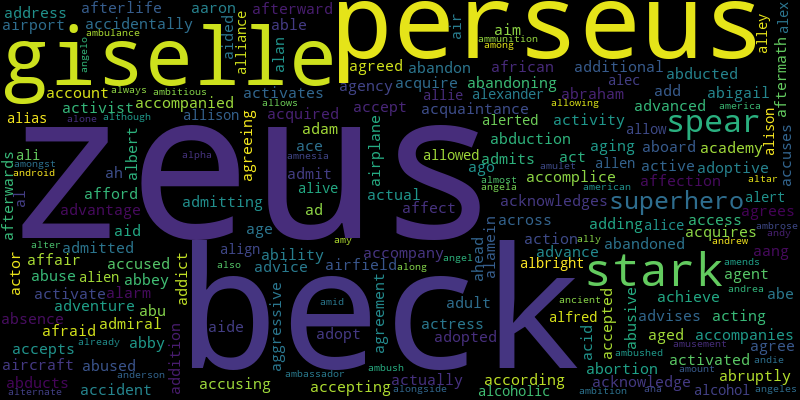 address afterlife aaron afterward
airport accidentally aided alliance able air aim
ambulance ammunition among
giselle perseus
angelo alan alley alex
agreed abandon african additional abducted aftermath
account always ambitious activates agency acquire abandoning alec add abigail
activist accompanied allie alexander abraham
alias alone although allison allows acquired accept acquaintance allowing advanced america
zeus
adam alerted activity allow spear
ali albert alpha agreeing ace airplane abduction aging aboard academy alison accuses
amongst ah amnesia allowed admits act allen active adoptive
android al afford admit alive ago accomplice affection amulet altar
afterwards admitting actual almost angela american
advantage ad affect acknowledges superhero alert
aid age amy across adding alice access agrees
alter admitted align ability accompany action ally abandoned acquires ambrose andy
actor affair accused also advice airfield angel along ahead alamein advance andrew aang
abuse alien abbey addict albright stark amends agent
beck
activate alarm aggressive agreement adult ancient andrea achieve abe
absence adventure abu amid accepted abusive
afraid admiral aide adopt actress alfred advises acting
already abby adopted acid aged accompanies
accepts addition ambushed amusement agree
aircraft abused ambush abortion activated andie
abducts anderson ambassador actually according amount abruptly
alternate accident accusing accepting alongside alcoholic acknowledge ambition ana alcohol angeles